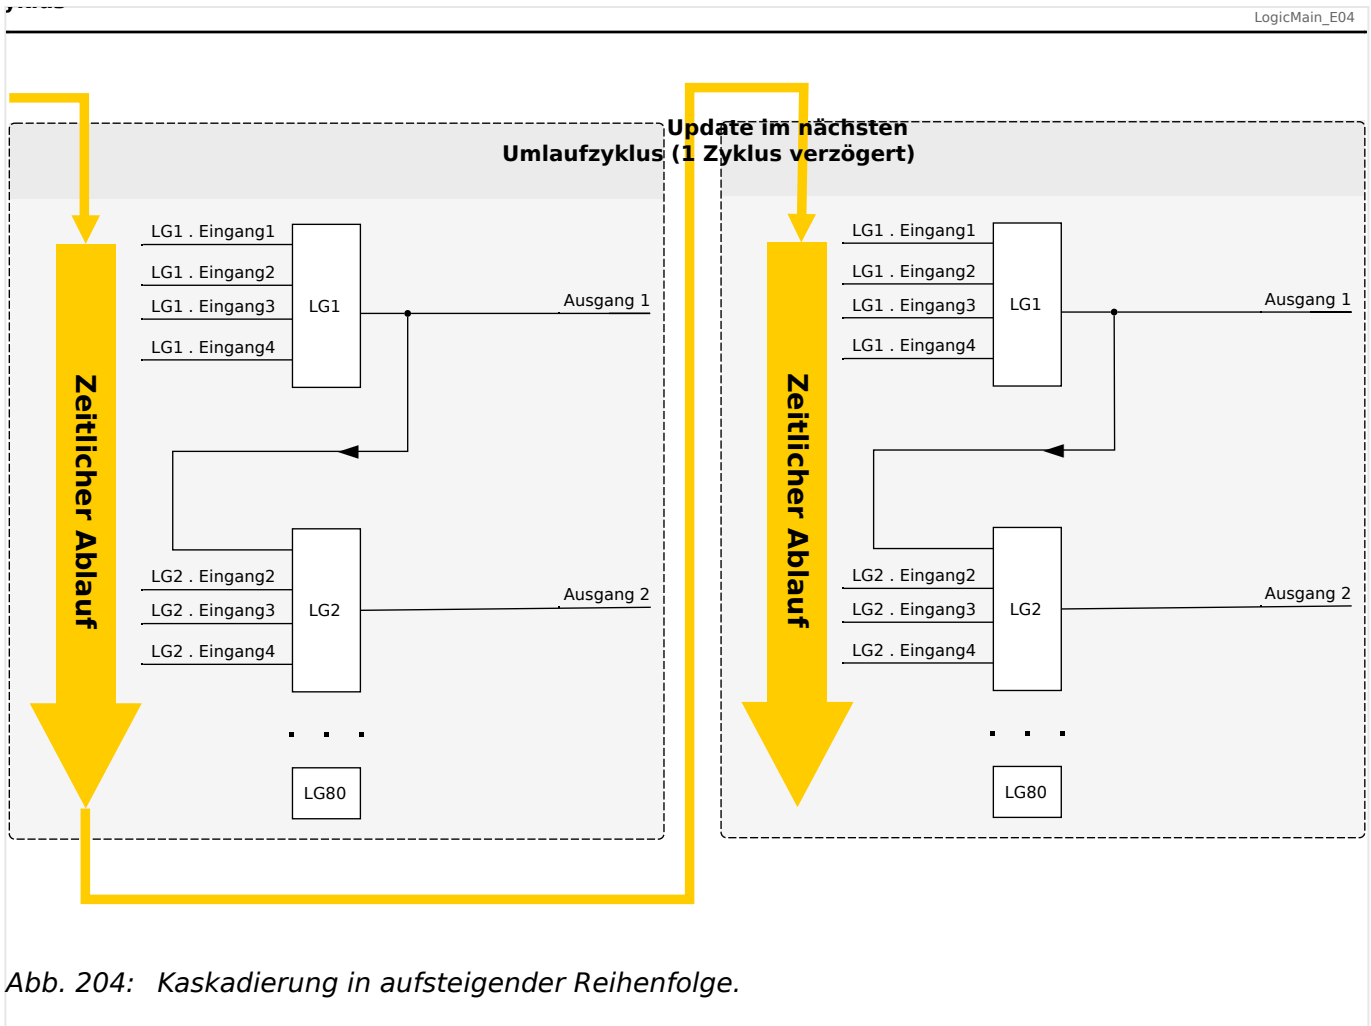 LogicMain_E04
Update im nächsten
Umlaufzyklus (1 Zyklus verzögert)
LG1 . Eingang1
LG1 . Eingang2
LG1 . Eingang3
LG1 . Eingang4
LG1
Ausgang 1
Zeitlicher Ablauf
LG2 . Eingang2
LG2 . Eingang3
LG2 . Eingang4
LG2
Ausgang 2
. . .
LG80
LG1 . Eingang1
LG1 . Eingang2
LG1 . Eingang3
LG1 . Eingang4
LG1
Ausgang 1
Zeitlicher Ablauf
LG2 . Eingang2
LG2 . Eingang3
LG2 . Eingang4
LG2
Ausgang 2
. . .
LG80
Abb. 204: Kaskadierung in aufsteigender Reihenfolge.